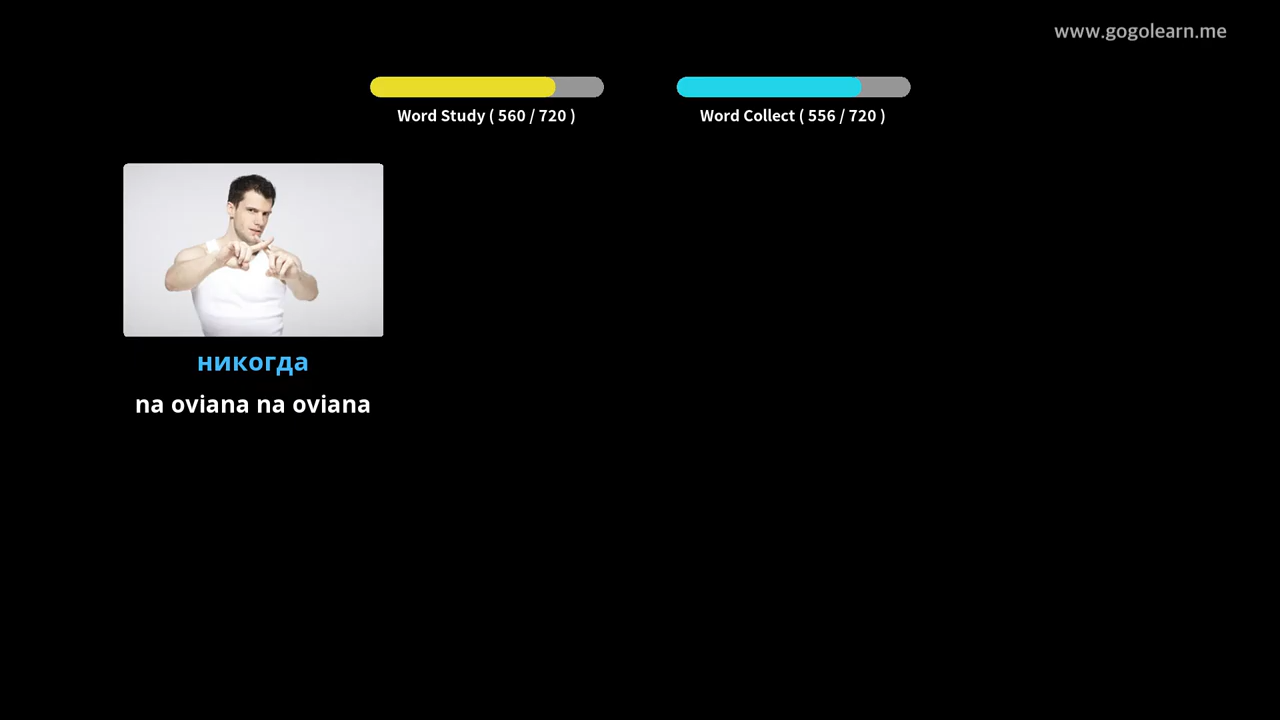 www.gogolearn.me
Word Study ( 560 / 720 )
Word Collect ( 556 / 720 )
никогда
na oviana na oviana